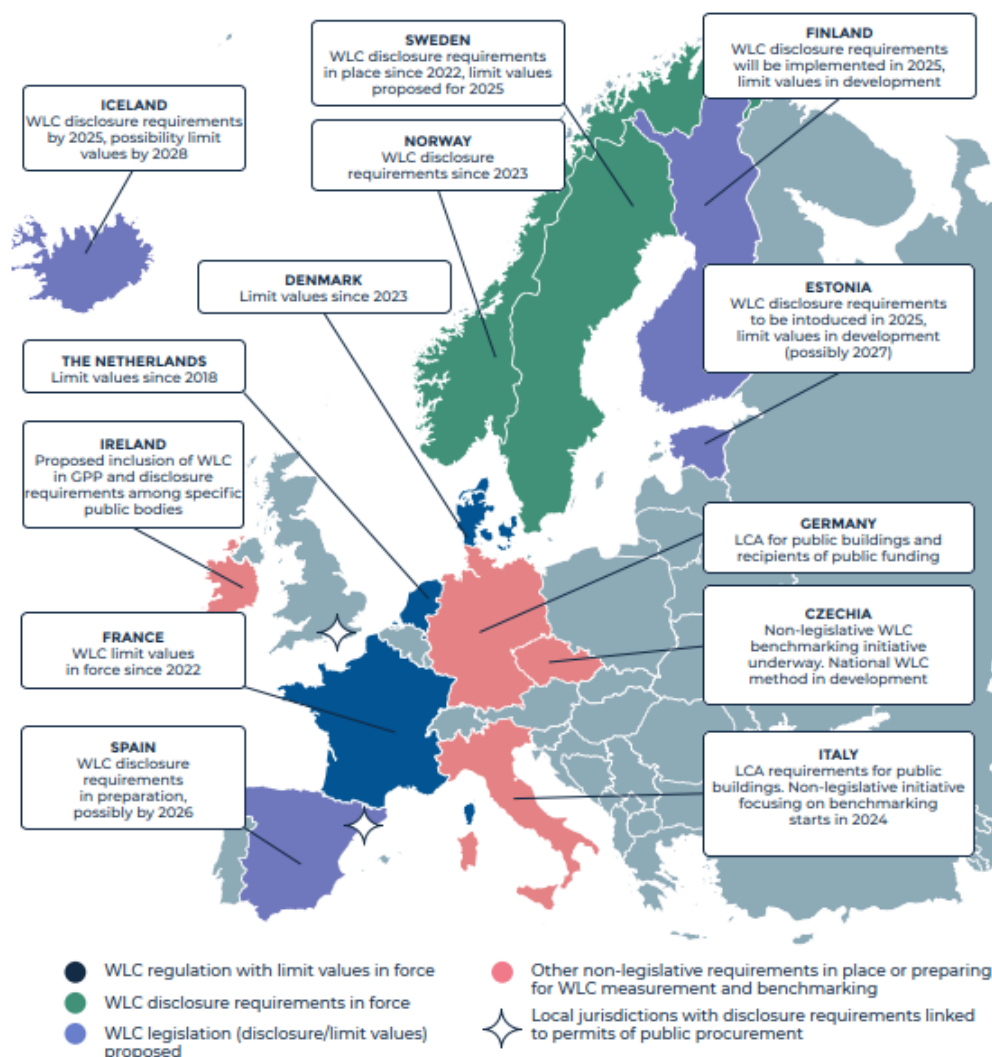 SWEDEN
WLC disclosure requirements
in place since 2022, limit values
proposed for 2025
FINLAND
WLC disclosure requirements
will be implemented in 2025,
limit values in development
ICELAND
WLC disclosure requirements
by 2025, possibility limit
values by 2028
NORWAY
WLC disclosure
requirements since 2023
DENMARK
Limit values since 2023
ESTONIA
WLC disclosure requirements
to be intoduced in 2025,
limit values in development
(possibly 2027)
THE NETHERLANDS
Limit values since 2018
IRELAND
Proposed inclusion of WLC
in GPP and disclosure
requirements among specific
public bodies
GERMANY
LCA for public buildings and
recipients of public funding
CZECHIA
Non-legislative WLC
benchmarking initiative
underway. National WLC
method in development
FRANCE
WLC limit values
in force since 2022
SPAIN
WLC disclosure
requirements
in preparation,
possibly by 2026
ITALY
LCA requirements for public
buildings. Non-legislative initiative
focusing on benchmarking
starts in 2024
WLC regulation with limit values in force
WLC disclosure requirements in force
WLC legislation (disclosure/limit values)
proposed
Other non-legislative requirements in place or preparing
for WLC measurement and benchmarking
Local jurisdictions with disclosure requirements linked
to permits of public procurement